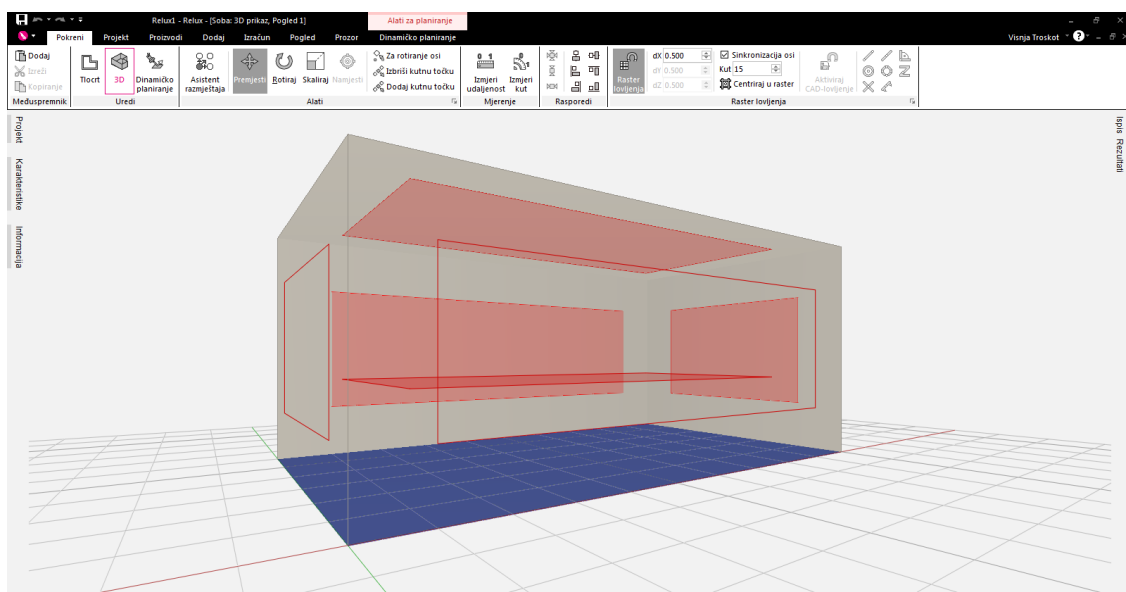 Relux1 - Relux - [Soba: 3D prikaz, Pogled 1]
Alati za planiranje
Pokreni Projekt Proizvodi Dodaj Izračun Pogled Prozor Dinamičko planiranje
Visnja Troskot
Dodaj
Izreži
Kopiranje
Međuspremnik
Tlocrt
3D
Dinamičko
planiranje
Uredi
Asistent
razmještaja
Premjesti
Rotiraj
Skaliraj
Namjesti
Za rotiranje osi
Izbriši kutnu točku
Dodaj kutnu točku
Alati
Izmjeri
udaljenost
Izmjeri
kut
Mjerenje
Rasporedi
Raster
lovljenja
dX 0.500
dY 0.500
dZ 0.500
Sinkronizacija osi
Kut 15
Centriraj u raster
Aktiviraj
CAD-lovljenje
Raster lovljenja
Projekt
Karakteristike
Informacija
Ispis Rezultati